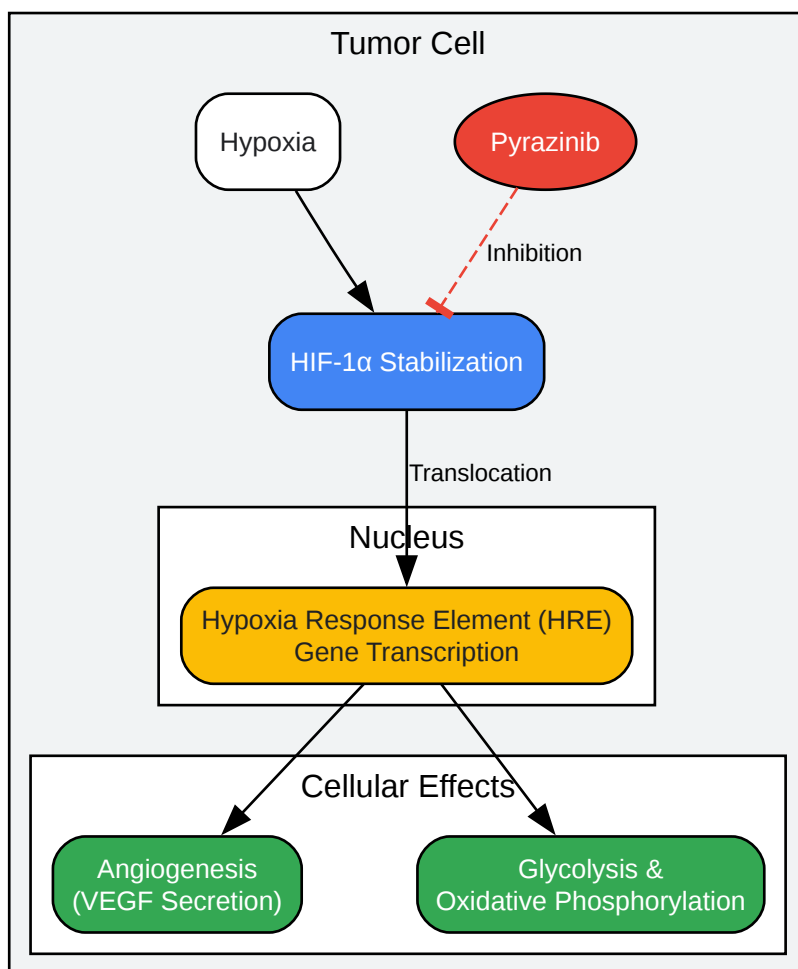 Tumor Cell
Hypoxia
Pyrazinib
Inhibition
HIF-1α Stabilization
Translocation
Nucleus
Hypoxia Response Element (HRE)
Gene Transcription
Cellular Effects
Angiogenesis
(VEGF Secretion)
Glycolysis &
Oxidative Phosphorylation